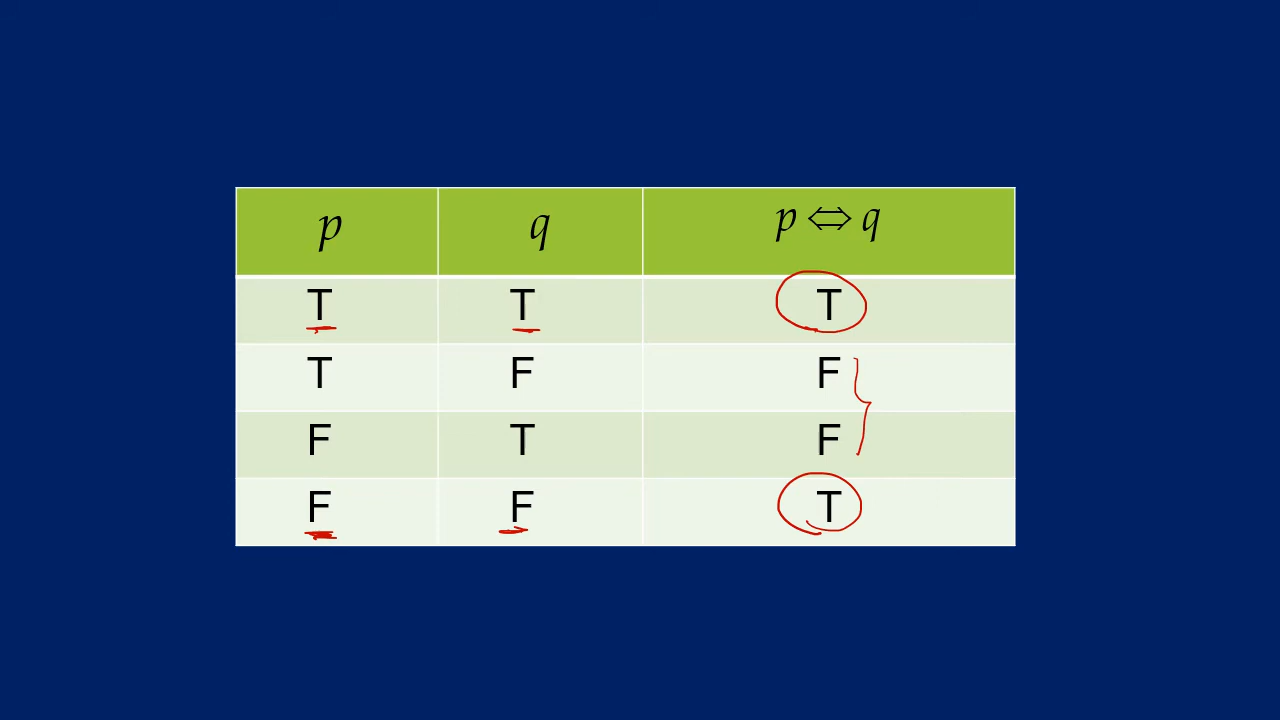 p q p ⇔ q
T T T
T F F
F T F
F F T